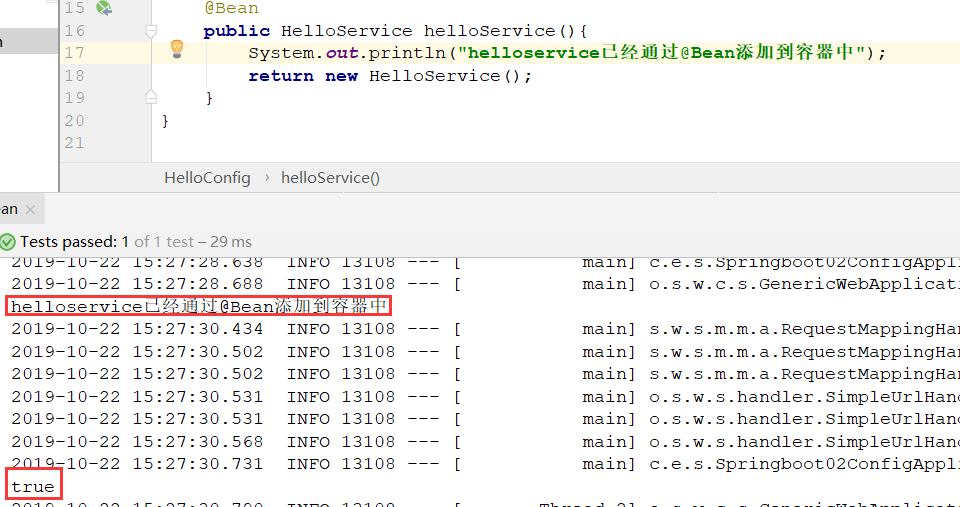 15 @Bean
16 public HelloService helloService(){
17 System.out.println("helloservice已经通过@Bean添加到容器中");
18 return new HelloService();
19 }
20 }
21
HelloConfig › helloService()
ean ×
Tests passed: 1 of 1 test – 29 ms
2019-10-22 15:27:28.638 INFO 13108 --- [ main] c.e.s.Springboot02ConfigAppl
2019-10-22 15:27:28.688 INFO 13108 --- [ main] o.s.w.c.s.GenericWebApplicat
helloservice已经通过@Bean添加到容器中
2019-10-22 15:27:30.434 INFO 13108 --- [ main] s.w.s.m.m.a.RequestMappingHan
2019-10-22 15:27:30.502 INFO 13108 --- [ main] s.w.s.m.m.a.RequestMappingHan
2019-10-22 15:27:30.502 INFO 13108 --- [ main] s.w.s.m.m.a.RequestMappingHan
2019-10-22 15:27:30.531 INFO 13108 --- [ main] o.s.w.s.handler.SimpleUrlHand
2019-10-22 15:27:30.531 INFO 13108 --- [ main] o.s.w.s.handler.SimpleUrlHand
2019-10-22 15:27:30.568 INFO 13108 --- [ main] o.s.w.s.handler.SimpleUrlHand
2019-10-22 15:27:30.731 INFO 13108 --- [ main] c.e.s.Springboot02ConfigAppl
true